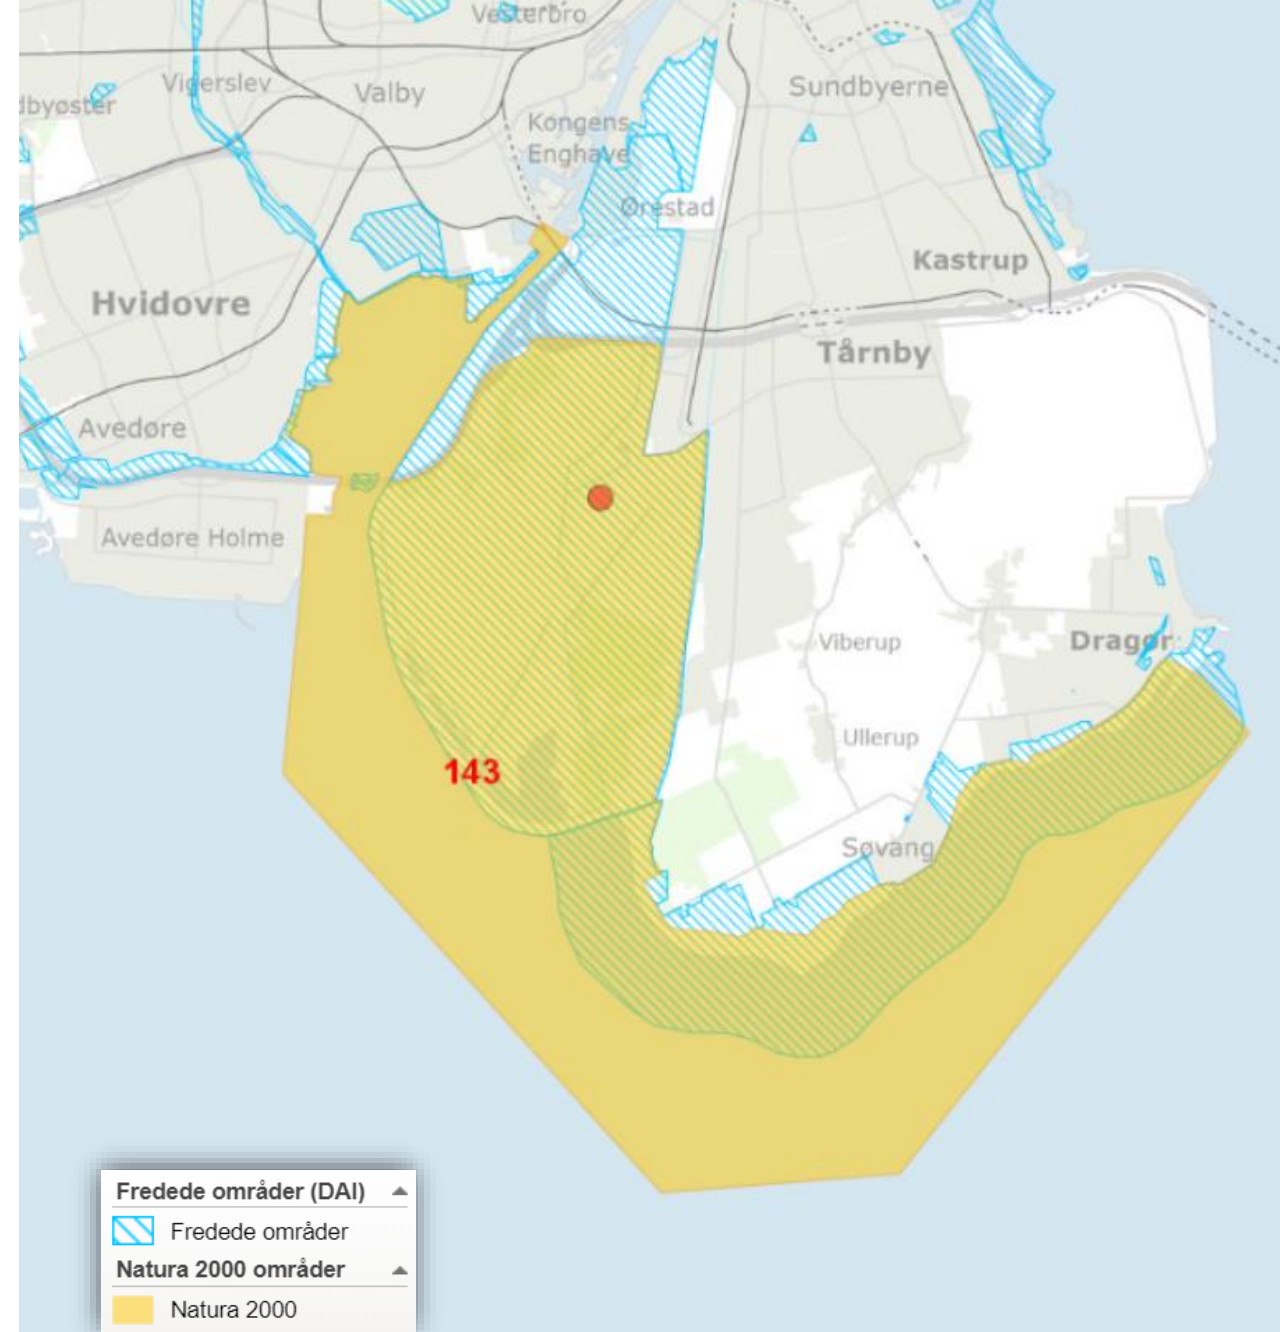 Vesterbro
Vigerslev
Valby
Sundbyerne
dbyøster
Kongens
Enghave
Ørestad
Kastrup
Hvidovre
Tårnby
Avedøre
Avedøre Holme
Viberup
Dragør
Ullerup
143
Søvang
Fredede områder (DAI)
Fredede områder
Natura 2000 områder
Natura 2000